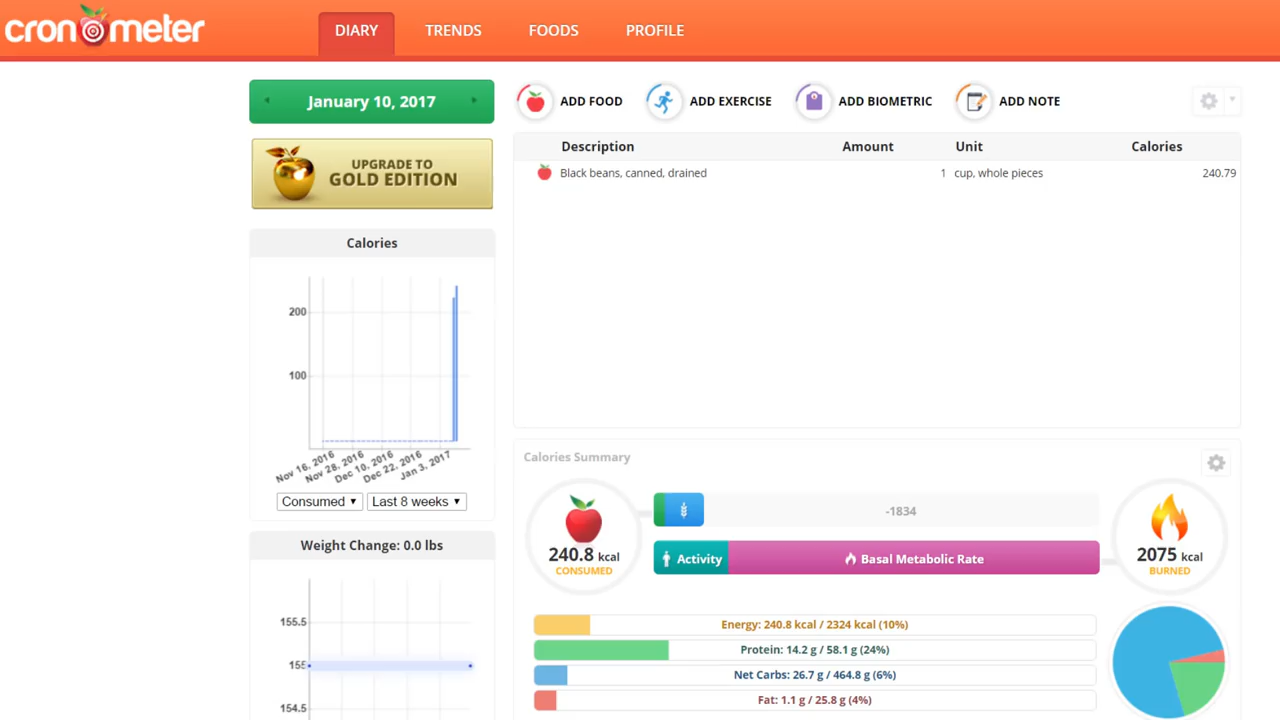 cronometer
DIARY TRENDS FOODS PROFILE
January 10, 2017
ADD FOOD ADD EXERCISE ADD BIOMETRIC ADD NOTE
UPGRADE TO
GOLD EDITION
Description Amount Unit Calories
Black beans, canned, drained 1 cup, whole pieces 240.79
Calories
200
100
Nov 16, 2016
Nov 28, 2016
Dec 10, 2016
Dec 22, 2016
Jan 3, 2017
Consumed Last 8 weeks
Weight Change: 0.0 lbs
155.5
155
154.5
Calories Summary
240.8 kcal
CONSUMED
-1834
Activity Basal Metabolic Rate
2075 kcal
BURNED
Energy: 240.8 kcal / 2324 kcal (10%)
Protein: 14.2 g / 58.1 g (24%)
Net Carbs: 26.7 g / 464.8 g (6%)
Fat: 1.1 g / 25.8 g (4%)